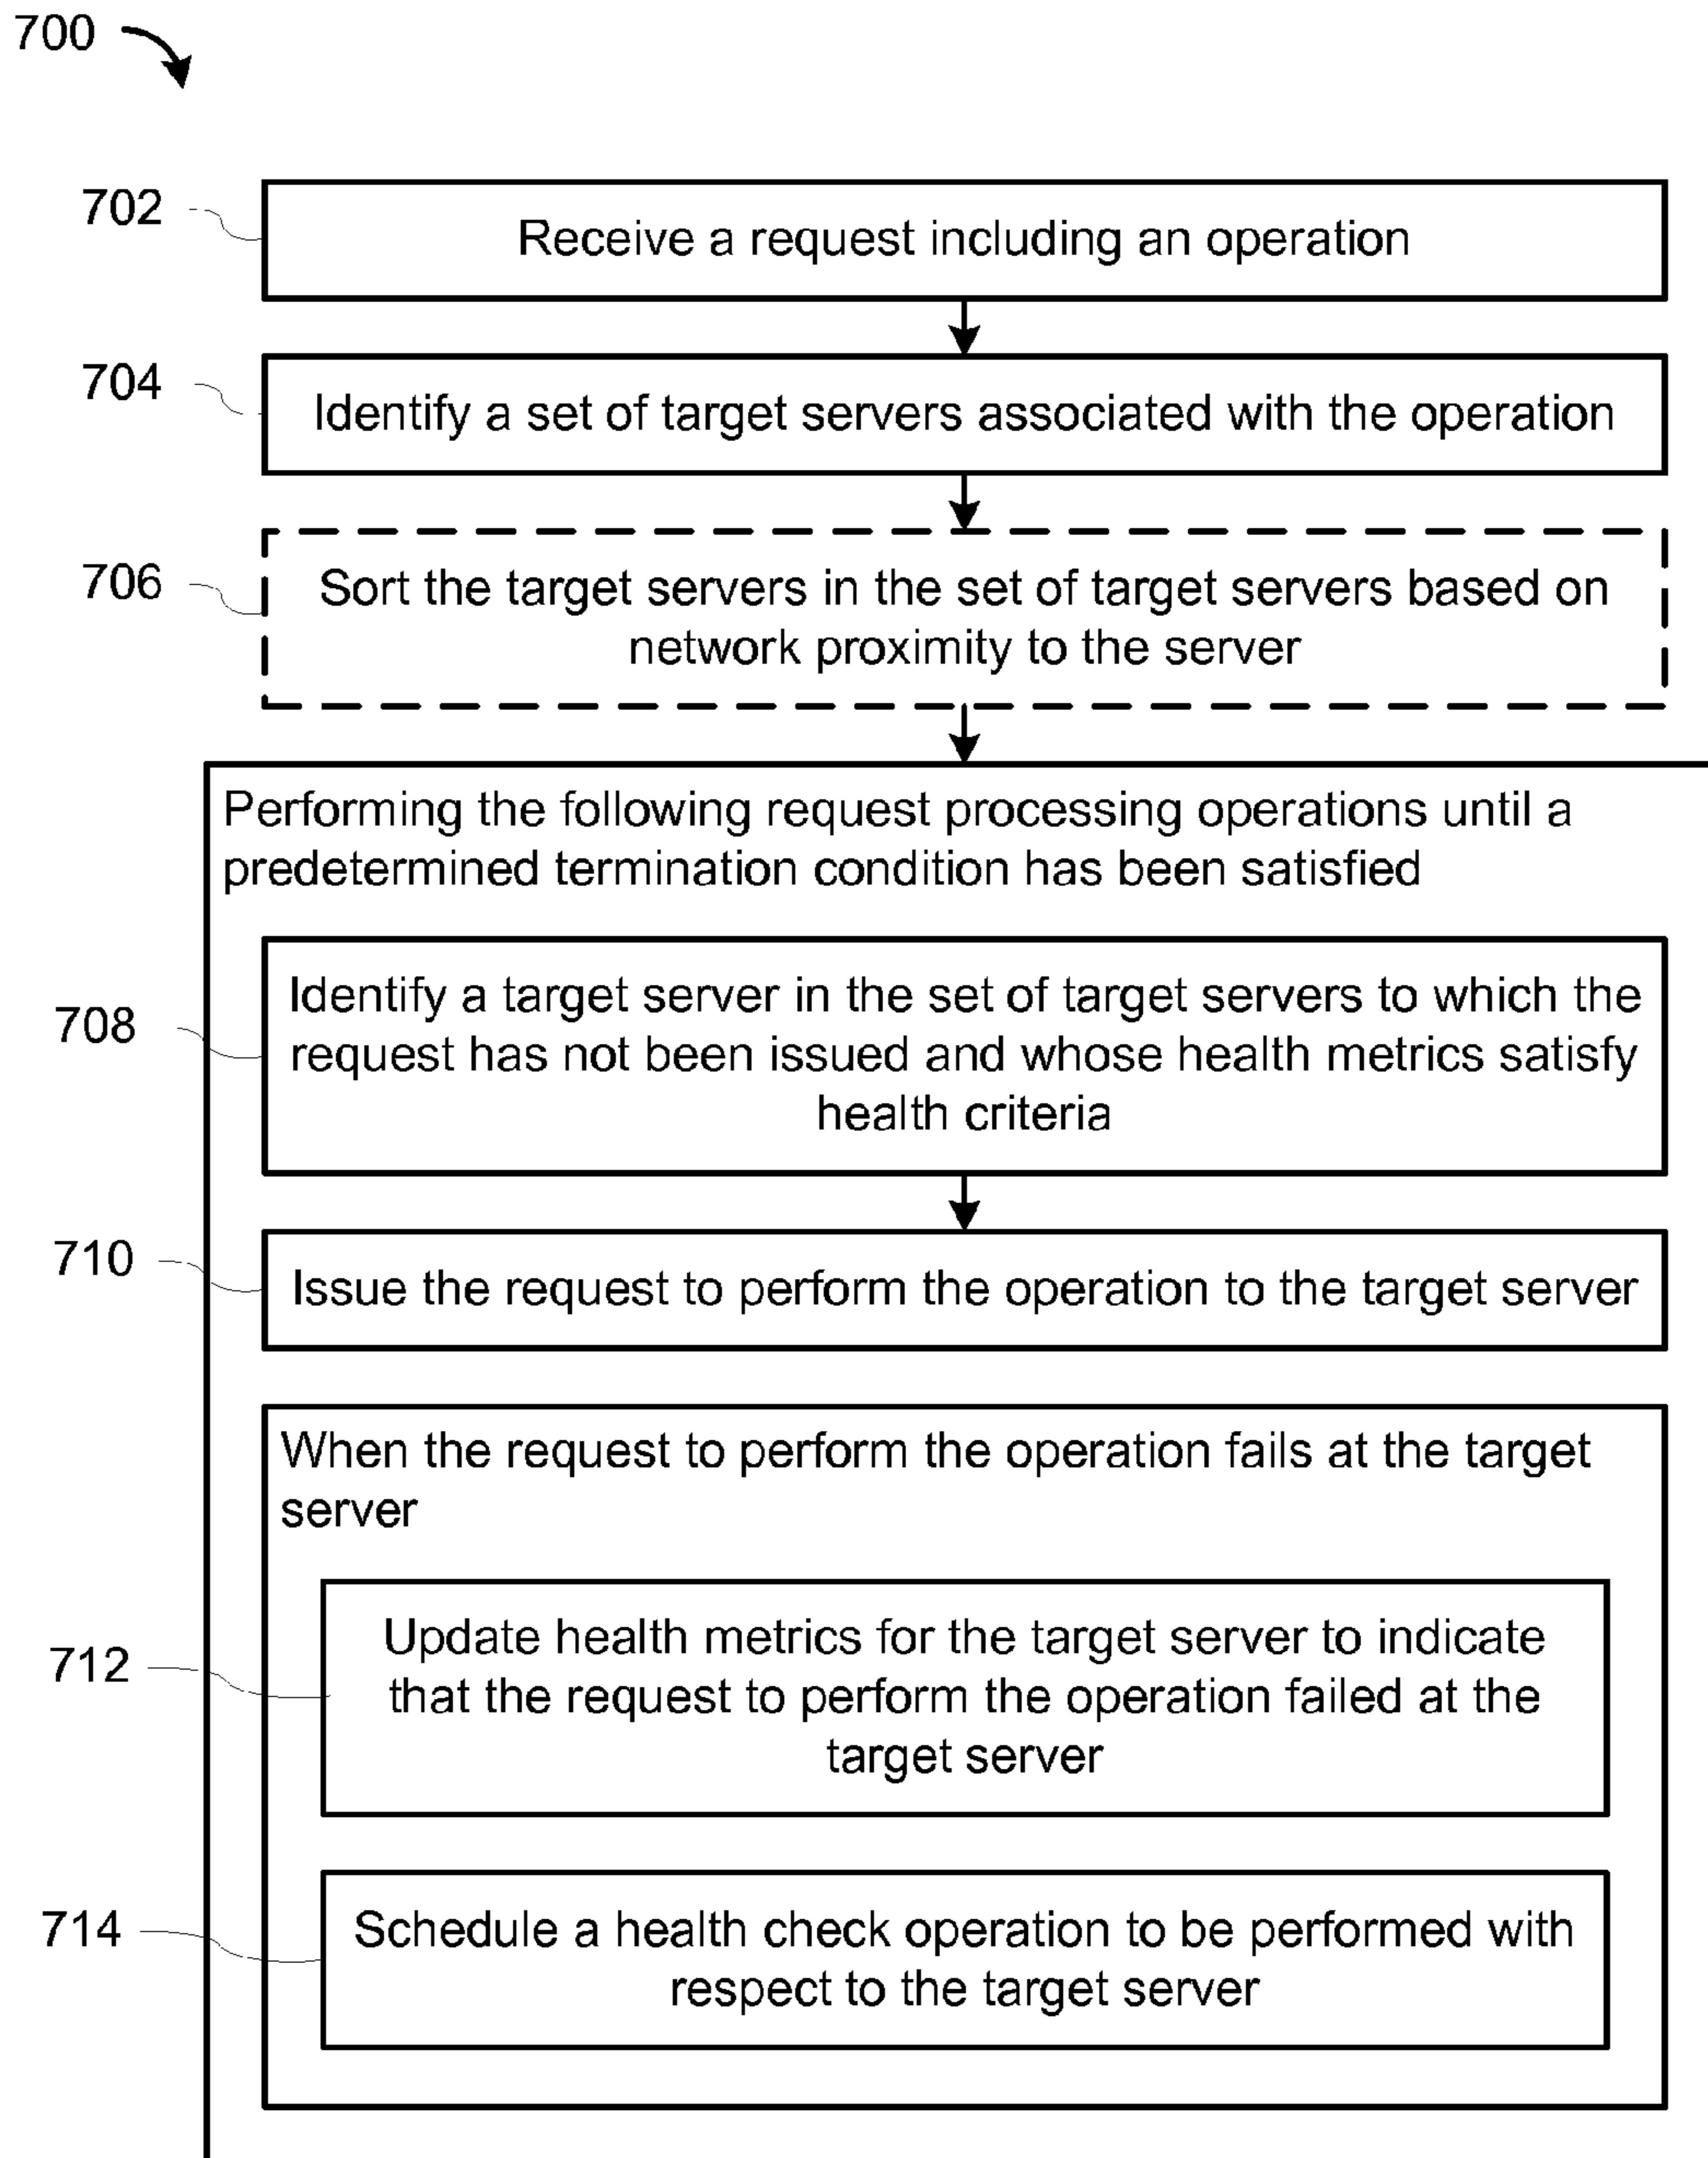 700
702
Receive a request including an operation
704
Identify a set of target servers associated with the operation
706
Sort the target servers in the set of target servers based on
network proximity to the server
Performing the following request processing operations until a
predetermined termination condition has been satisfied
708
Identify a target server in the set of target servers to which the
request has not been issued and whose health metrics satisfy
health criteria
710
Issue the request to perform the operation to the target server
When the request to perform the operation fails at the target
server
712
Update health metrics for the target server to indicate
that the request to perform the operation failed at the
target server
714
Schedule a health check operation to be performed with
respect to the target server